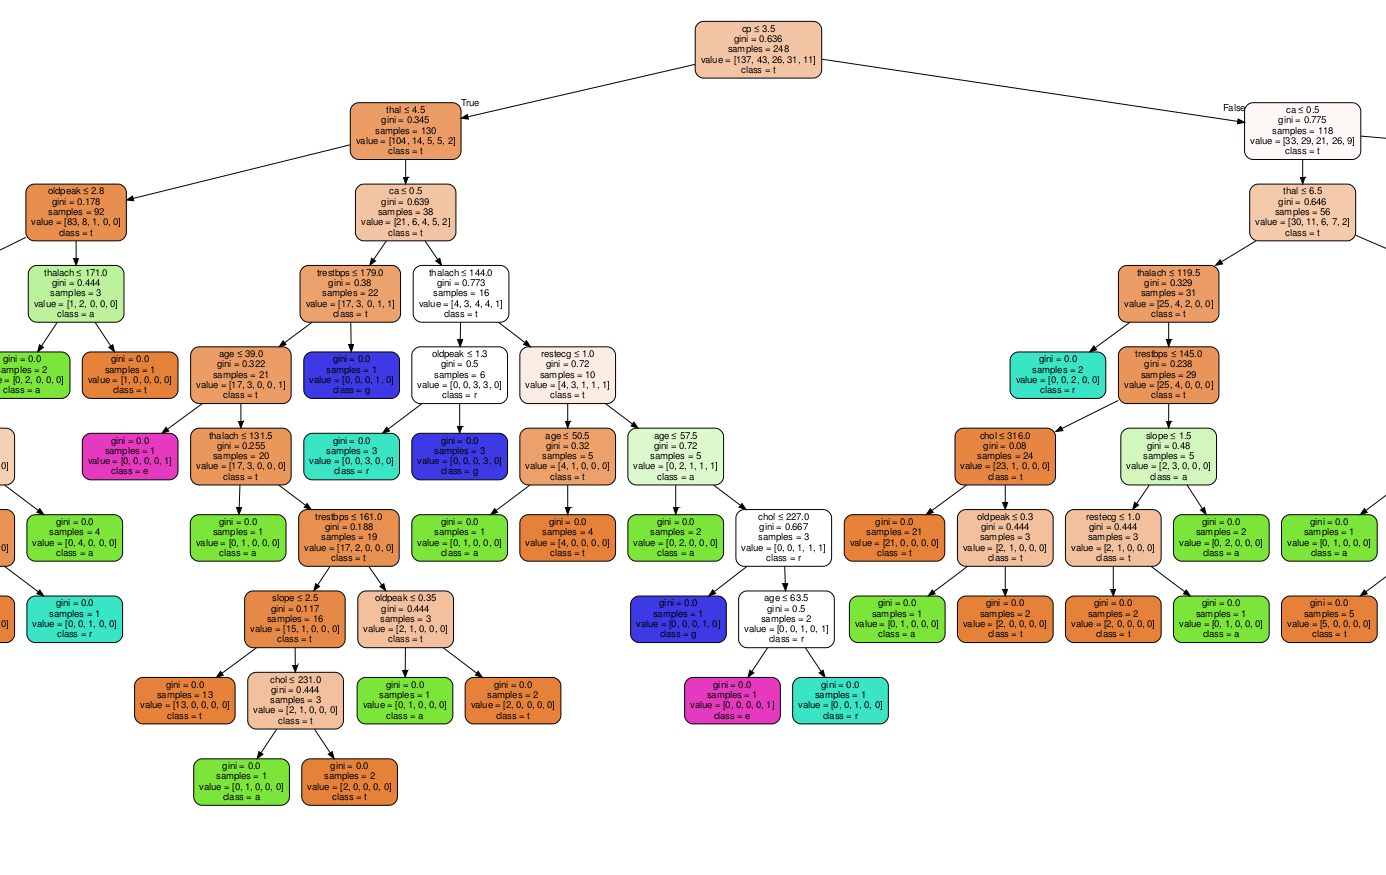 cp ≤ 3.5
gini = 0.636
samples = 248
value = [137, 43, 26, 31, 11]
class = t
True
False
thal ≤ 4.5
gini = 0.345
samples = 130
value = [104, 14, 5, 5, 2]
class = t
ca ≤ 0.5
gini = 0.775
samples = 118
value = [33, 29, 21, 26, 9]
class = t
oldpeak ≤ 2.8
gini = 0.178
samples = 92
value = [83, 8, 1, 0, 0]
class = t
ca ≤ 0.5
gini = 0.639
samples = 38
value = [21, 6, 4, 5, 2]
class = t
thal ≤ 6.5
gini = 0.646
samples = 56
value = [30, 11, 6, 7, 2]
class = t
thalach ≤ 171.0
gini = 0.444
samples = 3
value = [1, 2, 0, 0, 0]
class = a
trestbps ≤ 179.0
gini = 0.38
samples = 22
value = [17, 3, 0, 1, 1]
class = t
thalach ≤ 144.0
gini = 0.773
samples = 16
value = [4, 3, 4, 4, 1]
class = t
thalach ≤ 119.5
gini = 0.329
samples = 31
value = [25, 4, 2, 0, 0]
class = t
gini = 0.0
samples = 2
= [0, 2, 0, 0, 0]
class = a
gini = 0.0
samples = 1
value = [1, 0, 0, 0, 0]
class = t
age ≤ 39.0
gini = 0.322
samples = 21
value = [17, 3, 0, 0, 1]
class = t
gini = 0.0
samples = 1
value = [0, 0, 0, 1, 0]
class = g
oldpeak ≤ 1.3
gini = 0.5
samples = 6
value = [0, 0, 3, 3, 0]
class = r
restecg ≤ 1.0
gini = 0.72
samples = 10
value = [4, 3, 1, 1, 1]
class = t
gini = 0.0
samples = 2
value = [0, 0, 2, 0, 0]
class = r
trestbps ≤ 145.0
gini = 0.238
samples = 29
value = [25, 4, 0, 0, 0]
class = t
0]
gini = 0.0
samples = 1
value = [0, 0, 0, 0, 1]
class = e
thalach ≤ 131.5
gini = 0.255
samples = 20
value = [17, 3, 0, 0, 0]
class = t
gini = 0.0
samples = 3
value = [0, 0, 3, 0, 0]
class = r
gini = 0.0
samples = 3
value = [0, 0, 0, 3, 0]
class = g
age ≤ 50.5
gini = 0.32
samples = 5
value = [4, 1, 0, 0, 0]
class = t
age ≤ 57.5
gini = 0.72
samples = 5
value = [0, 2, 1, 1, 1]
class = a
chol ≤ 316.0
gini = 0.08
samples = 24
value = [23, 1, 0, 0, 0]
class = t
slope ≤ 1.5
gini = 0.48
samples = 5
value = [2, 3, 0, 0, 0]
class = a
0]
gini = 0.0
samples = 4
value = [0, 4, 0, 0, 0]
class = a
gini = 0.0
samples = 1
value = [0, 1, 0, 0, 0]
class = a
trestbps ≤ 161.0
gini = 0.188
samples = 19
value = [17, 2, 0, 0, 0]
class = t
gini = 0.0
samples = 1
value = [0, 1, 0, 0, 0]
class = a
gini = 0.0
samples = 4
value = [4, 0, 0, 0, 0]
class = t
gini = 0.0
samples = 2
value = [0, 2, 0, 0, 0]
class = a
chol ≤ 227.0
gini = 0.667
samples = 3
value = [0, 0, 1, 1, 1]
class = r
gini = 0.0
samples = 21
value = [21, 0, 0, 0, 0]
class = t
oldpeak ≤ 0.3
gini = 0.444
samples = 3
value = [2, 1, 0, 0, 0]
class = t
restecg ≤ 1.0
gini = 0.444
samples = 3
value = [2, 1, 0, 0, 0]
class = t
gini = 0.0
samples = 2
value = [0, 2, 0, 0, 0]
class = a
gini = 0.0
samples = 1
value = [0, 1, 0, 0, 0]
class = a
0]
gini = 0.0
samples = 1
value = [0, 0, 1, 0, 0]
class = r
slope ≤ 2.5
gini = 0.117
samples = 16
value = [15, 1, 0, 0, 0]
class = t
oldpeak ≤ 0.35
gini = 0.444
samples = 3
value = [2, 1, 0, 0, 0]
class = t
gini = 0.0
samples = 1
value = [0, 0, 0, 1, 0]
class = g
age ≤ 63.5
gini = 0.5
samples = 2
value = [0, 0, 1, 0, 1]
class = r
gini = 0.0
samples = 1
value = [0, 1, 0, 0, 0]
class = a
gini = 0.0
samples = 2
value = [2, 0, 0, 0, 0]
class = t
gini = 0.0
samples = 2
value = [2, 0, 0, 0, 0]
class = t
gini = 0.0
samples = 1
value = [0, 1, 0, 0, 0]
class = a
gini = 0.0
samples = 5
value = [5, 0, 0, 0, 0]
class = t
gini = 0.0
samples = 13
value = [13, 0, 0, 0, 0]
class = t
chol ≤ 231.0
gini = 0.444
samples = 3
value = [2, 1, 0, 0, 0]
class = t
gini = 0.0
samples = 1
value = [0, 1, 0, 0, 0]
class = a
gini = 0.0
samples = 2
value = [2, 0, 0, 0, 0]
class = t
gini = 0.0
samples = 1
value = [0, 0, 0, 0, 1]
class = e
gini = 0.0
samples = 1
value = [0, 0, 1, 0, 0]
class = r
gini = 0.0
samples = 1
value = [0, 1, 0, 0, 0]
class = a
gini = 0.0
samples = 2
value = [2, 0, 0, 0, 0]
class = t